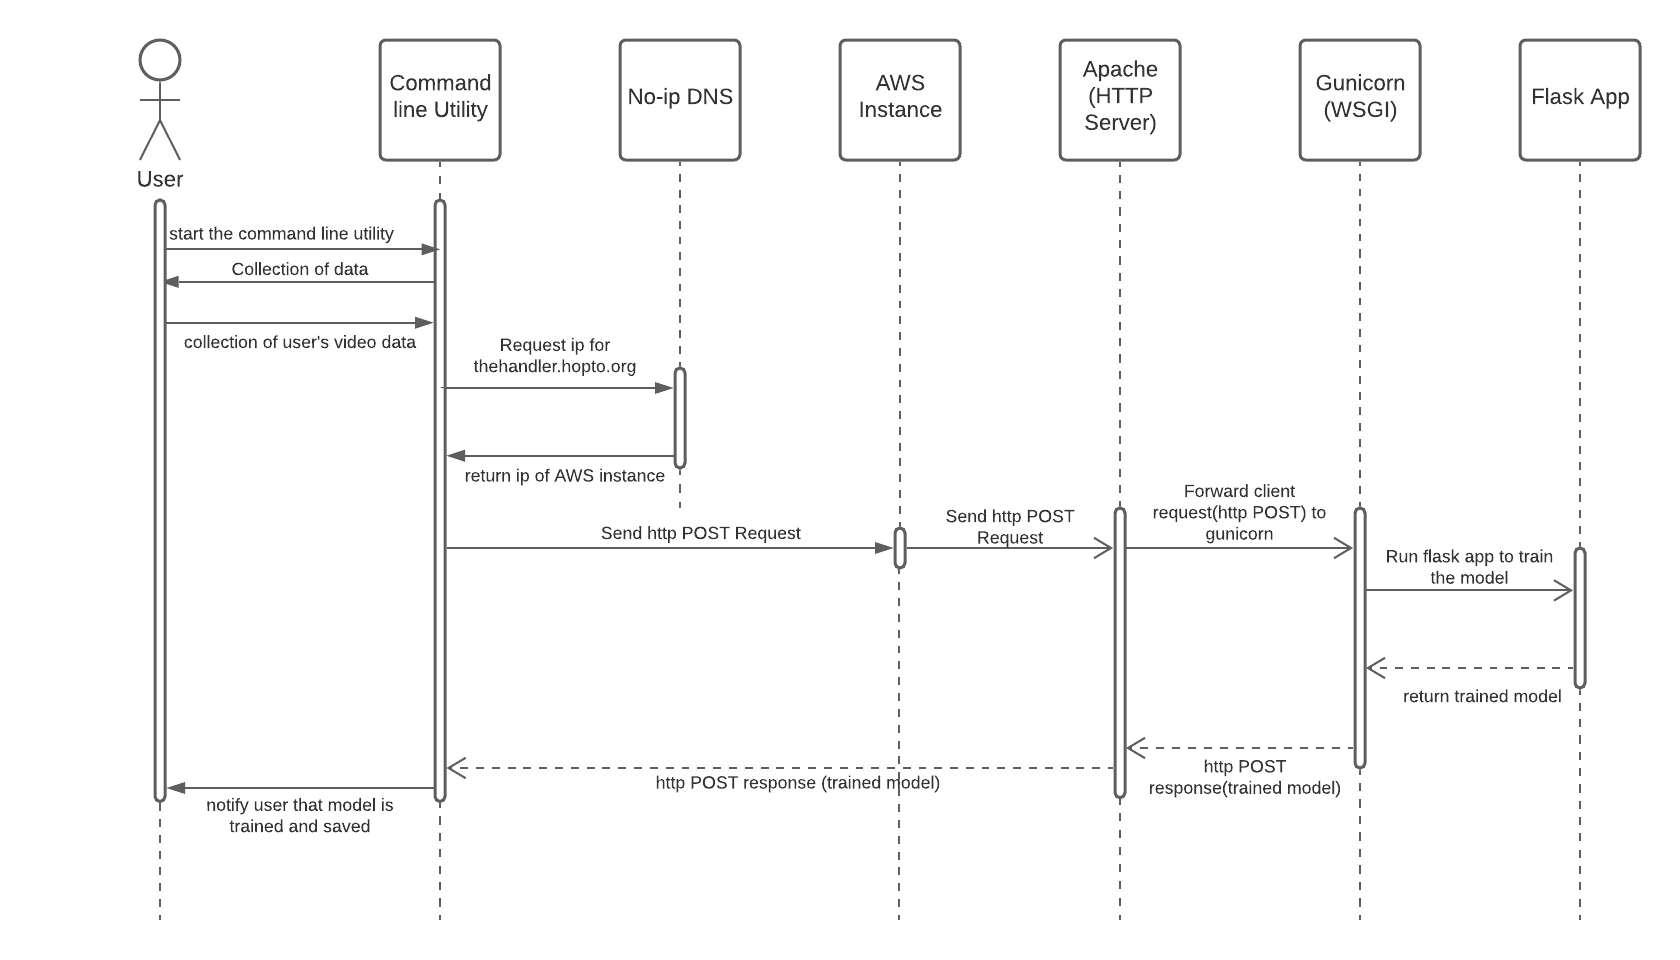 User
Command
line Utility
No-ip DNS
AWS
Instance
Apache
(HTTP
Server)
Gunicorn
(WSGI)
Flask App
start the command line utility
Collection of data
collection of user's video data
Request ip for
thehandler.hopto.org
return ip of AWS instance
Send http POST Request
Send http POST
Request
Forward client
request(http POST) to
gunicorn
Run flask app to train
the model
return trained model
http POST
response(trained model)
http POST response (trained model)
notify user that model is
trained and saved